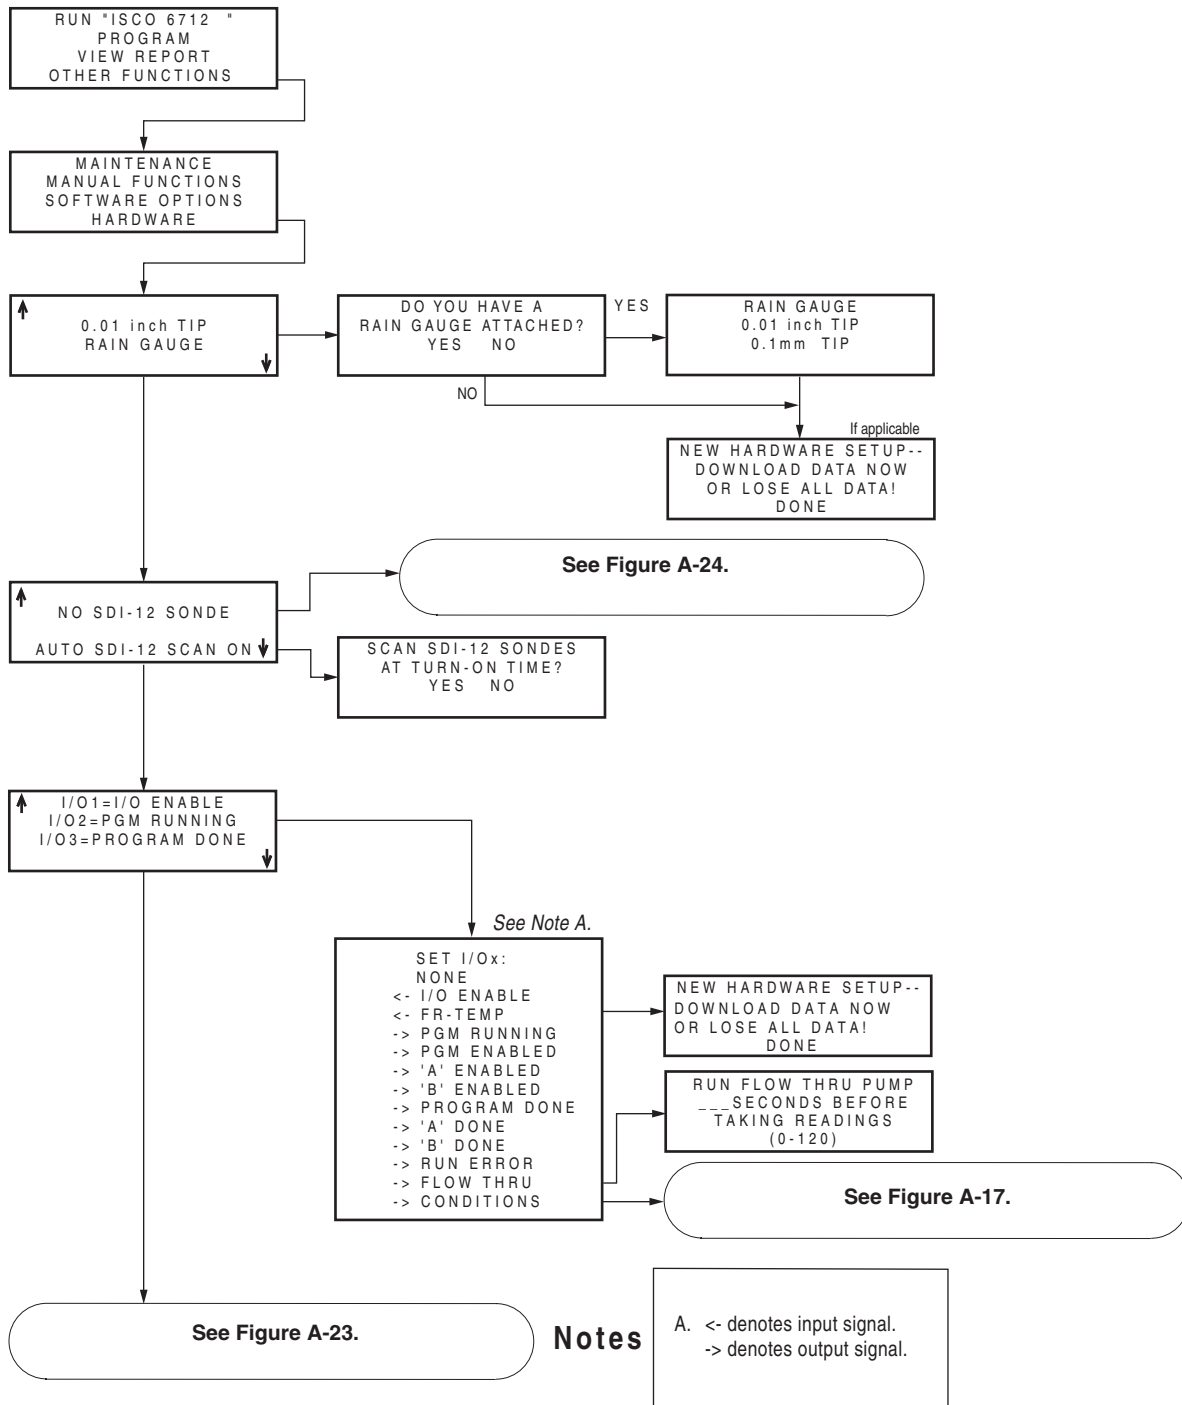 RUN "ISCO 6712 "
PROGRAM
VIEW REPORT
OTHER FUNCTIONS
MAINTENANCE
MANUAL FUNCTIONS
SOFTWARE OPTIONS
HARDWARE
0.01 inch TIP
RAIN GAUGE
DO YOU HAVE A
RAIN GAUGE ATTACHED?
YES NO
YES
RAIN GAUGE
0.01 inch TIP
0.1mm TIP
NO
If applicable
NEW HARDWARE SETUP--
DOWNLOAD DATA NOW
OR LOSE ALL DATA!
DONE
See Figure A-24.
NO SDI-12 SONDE
AUTO SDI-12 SCAN ON
SCAN SDI-12 SONDES
AT TURN-ON TIME?
YES NO
I/O1=I/O ENABLE
I/O2=PGM RUNNING
I/O3=PROGRAM DONE
See Note A.
SET I/Ox:
NONE
<- I/O ENABLE
<- FR-TEMP
-> PGM RUNNING
-> PGM ENABLED
-> 'A' ENABLED
-> 'B' ENABLED
-> PROGRAM DONE
-> 'A' DONE
-> 'B' DONE
-> RUN ERROR
-> FLOW THRU
-> CONDITIONS
NEW HARDWARE SETUP--
DOWNLOAD DATA NOW
OR LOSE ALL DATA!
DONE
RUN FLOW THRU PUMP
___SECONDS BEFORE
TAKING READINGS
(0-120)
See Figure A-17.
See Figure A-23.
Notes
A. <- denotes input signal.
-> denotes output signal.